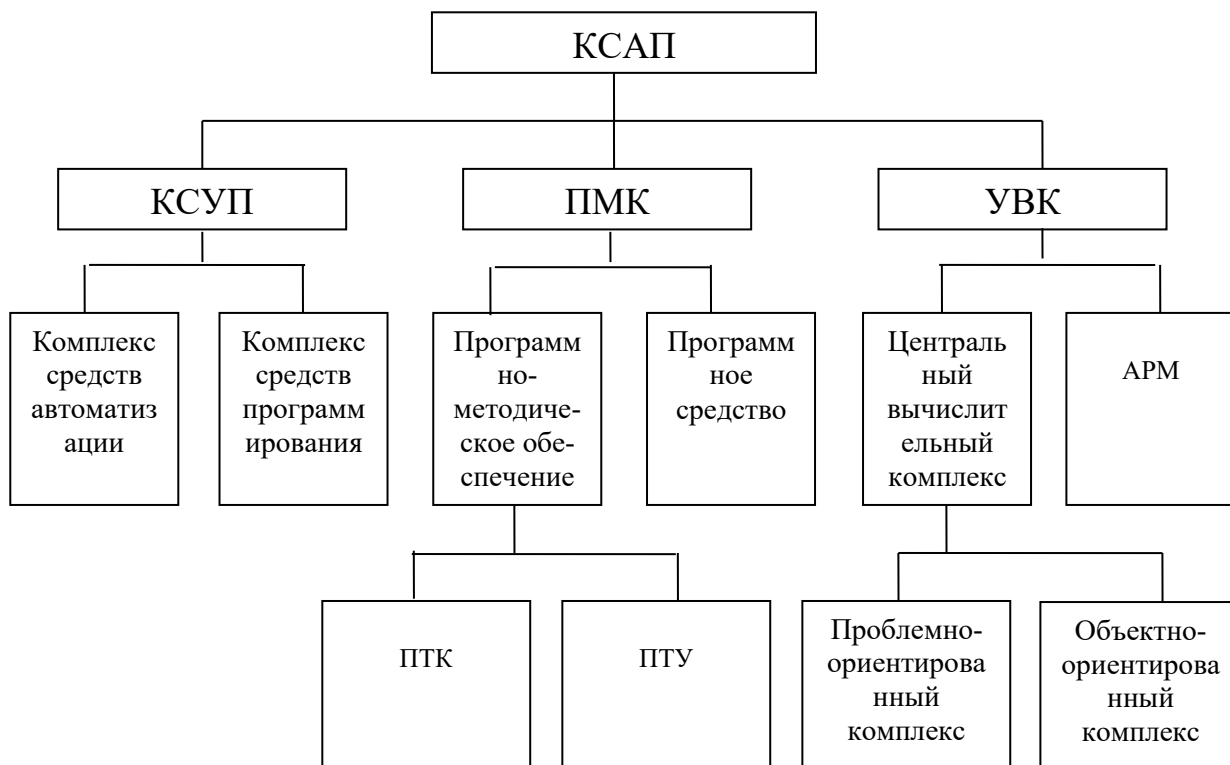 КСАП
КСУП
ПМК
УВК
Комплекс
средств
автоматиз
ации
Комплекс
средств
программ
ирования
Программ
но-
методиче-
ское обе-
спечение
Программ
ное
средство
Централь
ный
вычислит
ельный
комплекс
АРМ
ПТК
ПТУ
Проблемно-
ориентирова
нный
комплекс
Объектно-
ориентирова
нный
комплекс